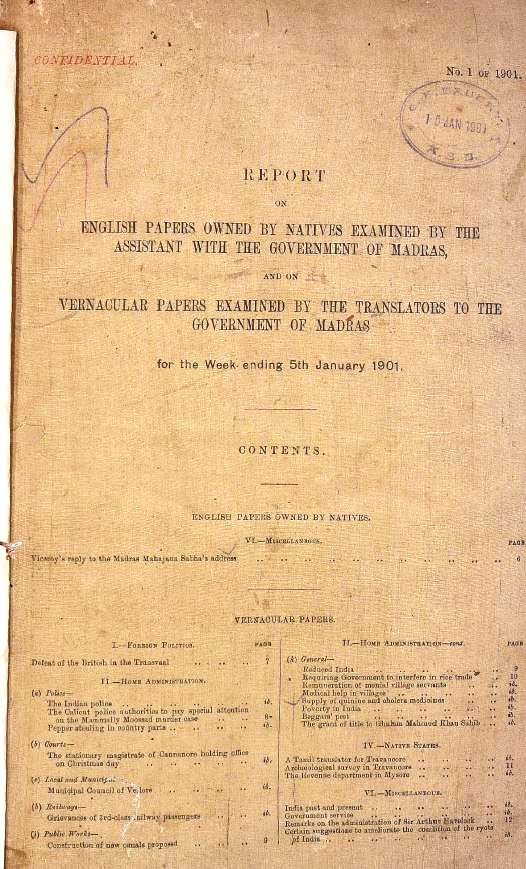 CONFIDENTIAL.
No. 1 OF 1901.
JAN 1901
REPORT
ON
ENGLISH PAPERS OWNED BY NATIVES EXAMINED BY THE
ASSISTANT WITH THE GOVERNMENT OF MADRAS,
AND ON
VERNACULAR PAPERS EXAMINED BY THE TRANSLATORS TO THE
GOVERNMENT OF MADRAS
for the Week ending 5th January 1901.
CONTENTS.
ENGLISH PAPERS OWNED BY NATIVES.
VI.—MISCELLANEOUS.
PAGE
Viceroy's reply to the Madras Mahajana Sabha's address .. .. .. .. .. .. .. .. .. .. 6
VERNACULAR PAPERS.
I.—FOREIGN POLITICS. PAGE
Defeat of the British in the Transvaal .. .. .. 7
II.—HOME ADMINISTRATION.
(a) Police—
The Indian police .. .. .. .. .. ib.
The Calicut police authorities to pay special attention
on the Mammally Moossad murder case .. .. 8
Pepper stealing in country parts .. .. .. .. ib.
(b) Courts—
The stationary magistrate of Cannanore holding office
on Christmas day .. .. .. .. .. ib.
(e) Local and
Municipal Council of Vellore .. .. .. .. ib.
(h) Railways—
Grievances of 3rd-class railway passengers .. .. ib.
(i) Public Works—
Construction of new canals proposed .. .. .. 9
II.—HOME ADMINISTRATION—cont. PAGE
(k) General—
Reduced India .. .. .. .. .. 9
Requiring Government to interfere in rice trade .. 10
Remuneration of menial village servants .. .. ib.
Medical help in villages .. .. .. .. ib.
Supply of quinine and cholera medicines .. .. ib.
Poverty in India .. .. .. .. .. ib.
Beggars' pest .. .. .. .. .. ib.
The grant of title to Mahmud Khan Sahib .. ib.
IV.—NATIVE STATES.
A Tamil translator for Travancore .. .. .. ib.
Archæological survey in Travancore .. .. .. 11
The Revenue department in Mysore .. .. .. ib.
VI.—MISCELLANEOUS.
India past and present .. .. .. .. ib.
Government service .. .. .. .. .. ib.
Remarks on the administration of Sir Arthur Havelock .. 12
Certain suggestions to ameliorate the condition of the ryots
of India .. .. .. .. .. .. ib.